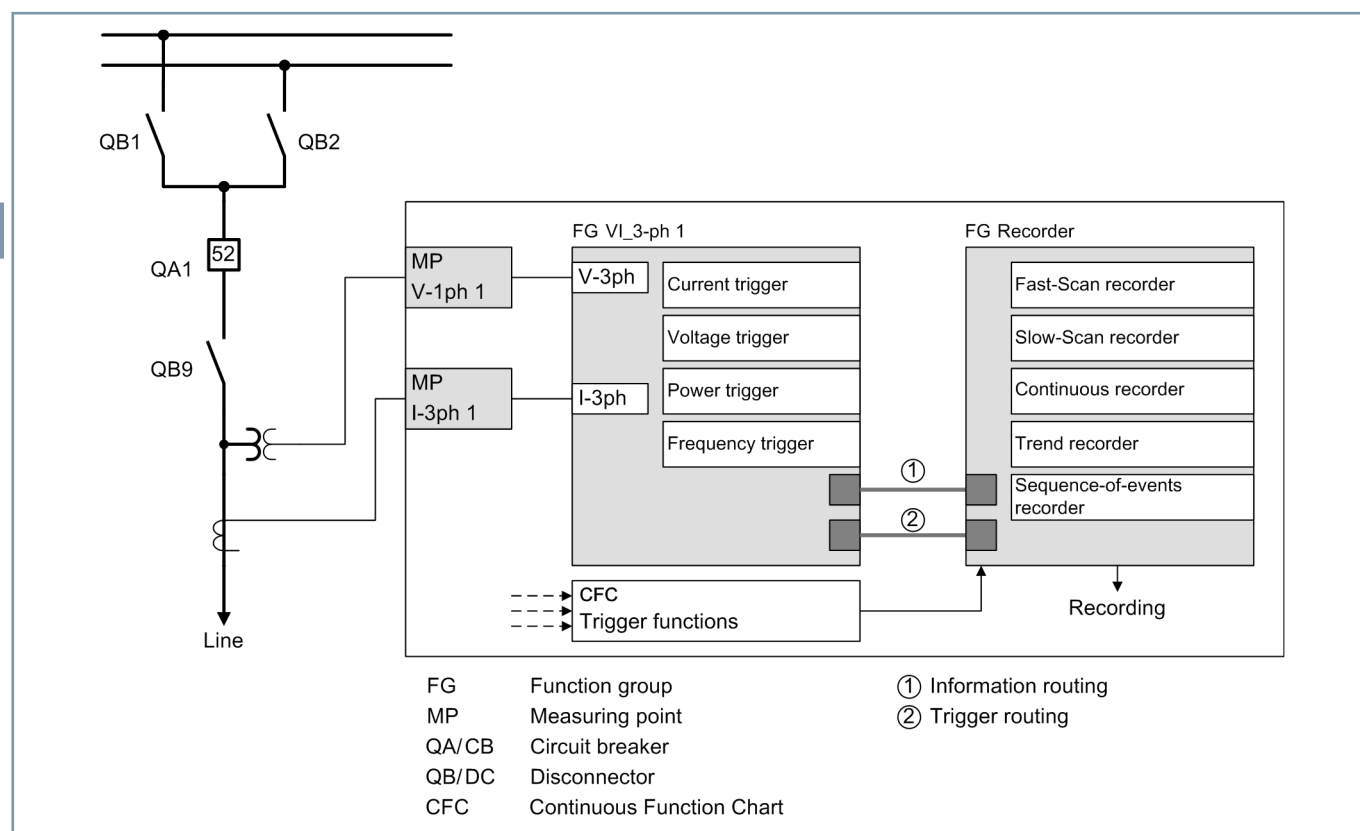 QB1
QB2
QA1
52
QB9
Line
MP
V-1ph 1
MP
I-3ph 1
FG VI_3-ph 1
V-3ph
I-3ph
Current trigger
Voltage trigger
Power trigger
Frequency trigger
1
2
CFC
Trigger functions
FG Recorder
Fast-Scan recorder
Slow-Scan recorder
Continuous recorder
Trend recorder
Sequence-of-events
recorder
Recording
FG Function group
MP Measuring point
QA/CB Circuit breaker
QB/DC Disconnector
CFC Continuous Function Chart
1 Information routing
2 Trigger routing